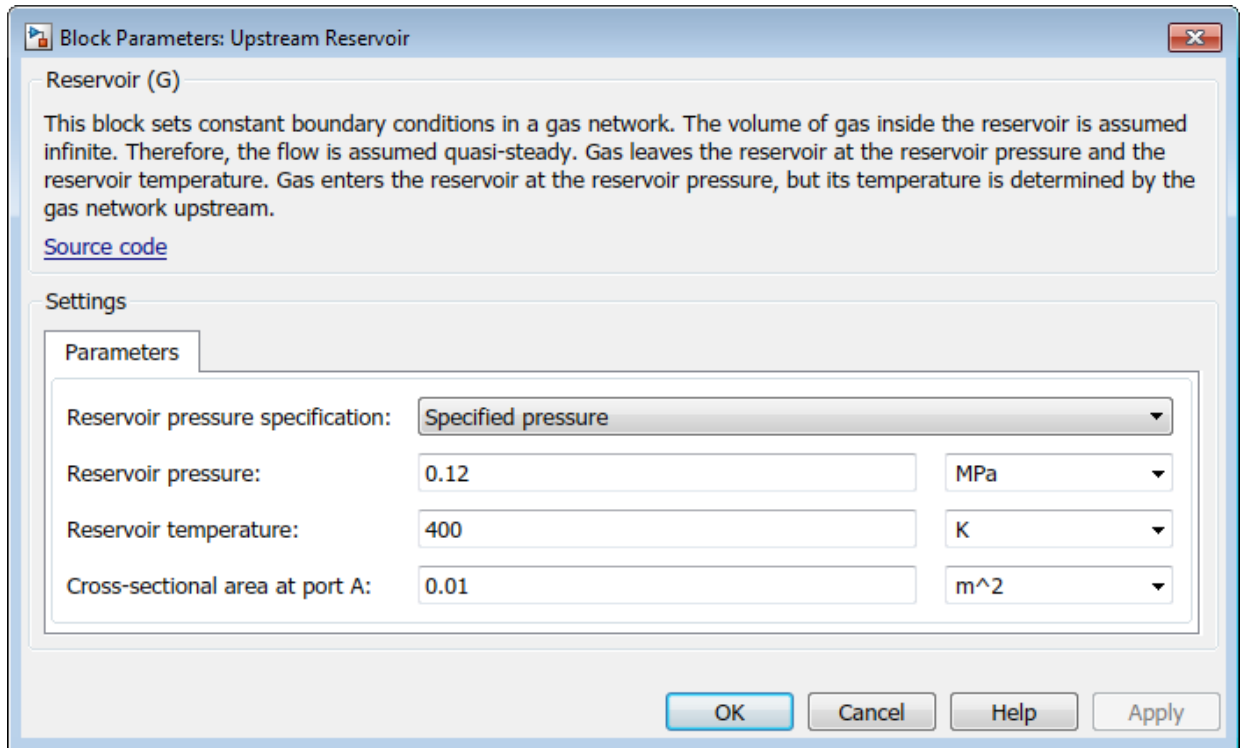 Block Parameters: Upstream Reservoir
Reservoir (G)
This block sets constant boundary conditions in a gas network. The volume of gas inside the reservoir is assumed
infinite. Therefore, the flow is assumed quasi-steady. Gas leaves the reservoir at the reservoir pressure and the
reservoir temperature. Gas enters the reservoir at the reservoir pressure, but its temperature is determined by the
gas network upstream.
Source code
Settings
Parameters
Reservoir pressure specification: Specified pressure
Reservoir pressure: 0.12 MPa
Reservoir temperature: 400 K
Cross-sectional area at port A: 0.01 m^2
OK Cancel Help Apply